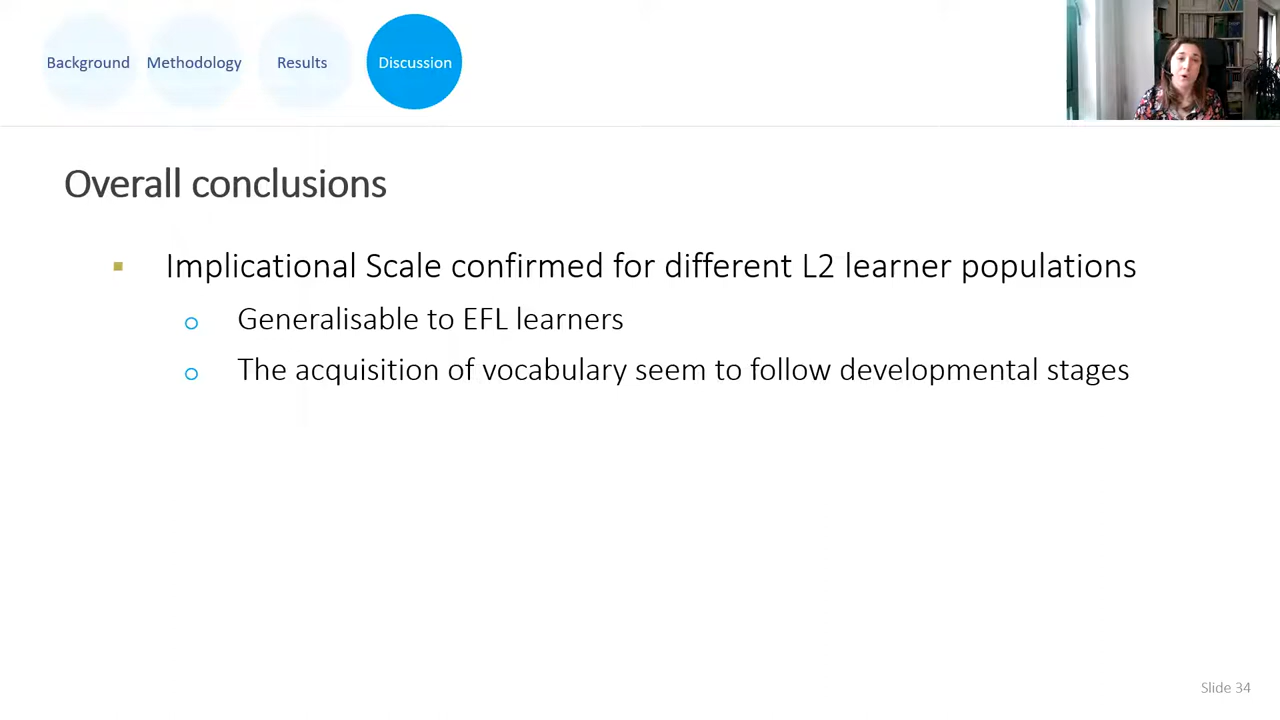 Background Methodology Results Discussion
Overall conclusions
Implicational Scale confirmed for different L2 learner populations
Generalisable to EFL learners
The acquisition of vocabulary seem to follow developmental stages
Slide 34